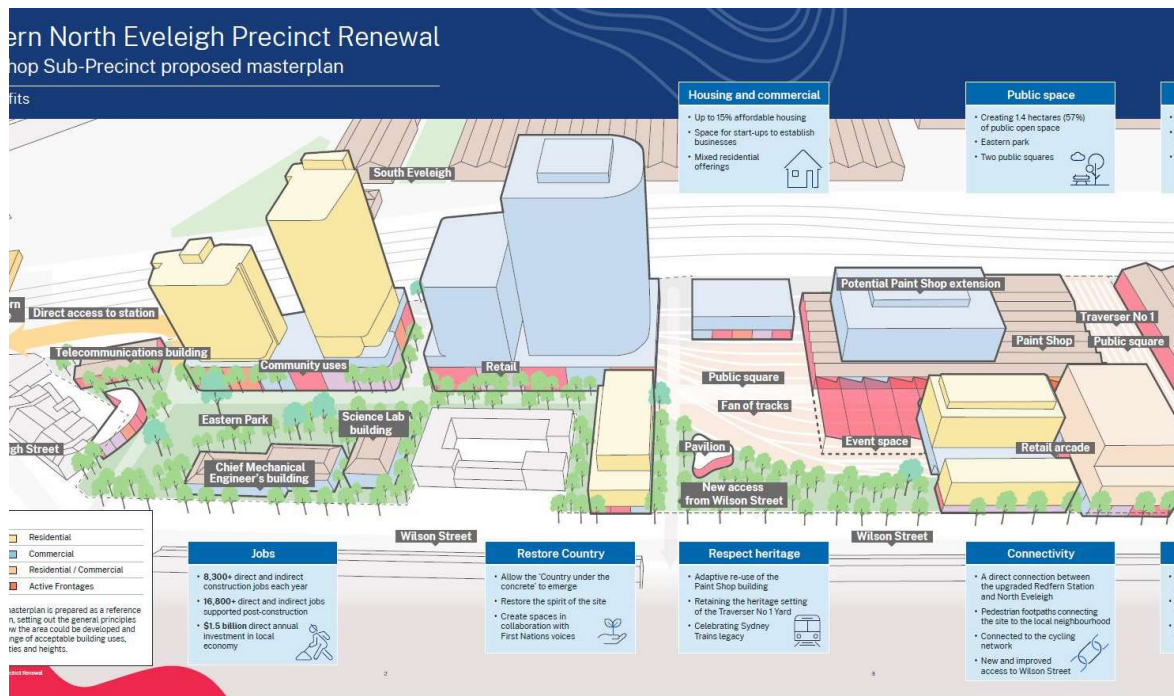 ern North Eveleigh Precinct Renewal
hop Sub-Precinct proposed masterplan
fits
Housing and commercial
• Up to 15% affordable housing
• Space for start-ups to establish
businesses
• Mixed residential
offerings
Public space
• Creating 1.4 hectares (57%)
of public open space
• Eastern park
• Two public squares
South Eveleigh
Potential Paint Shop extension
Direct access to station
Traverser No 1
Telecommunications building
Paint Shop
Public square
Community uses
Retail
Public square
Fan of tracks
Eastern Park
Science Lab
building
Event space
Pavilion
Retail arcade
gh Street
Chief Mechanical
Engineer's building
New access
from Wilson Street
Wilson Street
Wilson Street
Residential
Commercial
Residential / Commercial
Active Frontages
masterplan is prepared as a reference
n, setting out the general principles
ow the area could be developed and
nge of acceptable building uses,
ties and heights.
Jobs
• 8,300+ direct and indirect
construction jobs each year
• 16,800+ direct and indirect jobs
supported post-construction
• $1.5 billion direct annual
investment in local
economy
Restore Country
• Allow the 'Country under the
concrete' to emerge
• Restore the spirit of the site
• Create spaces in
collaboration with
First Nations voices
Respect heritage
• Adaptive re-use of the
Paint Shop building
• Retaining the heritage setting
of the Traverser No 1 Yard
• Celebrating Sydney
Trains legacy
Connectivity
• A direct connection between
the upgraded Redfern Station
and North Eveleigh
• Pedestrian footpaths connecting
the site to the local neighbourhood
• Connected to the cycling
network
• New and improved
access to Wilson Street
2